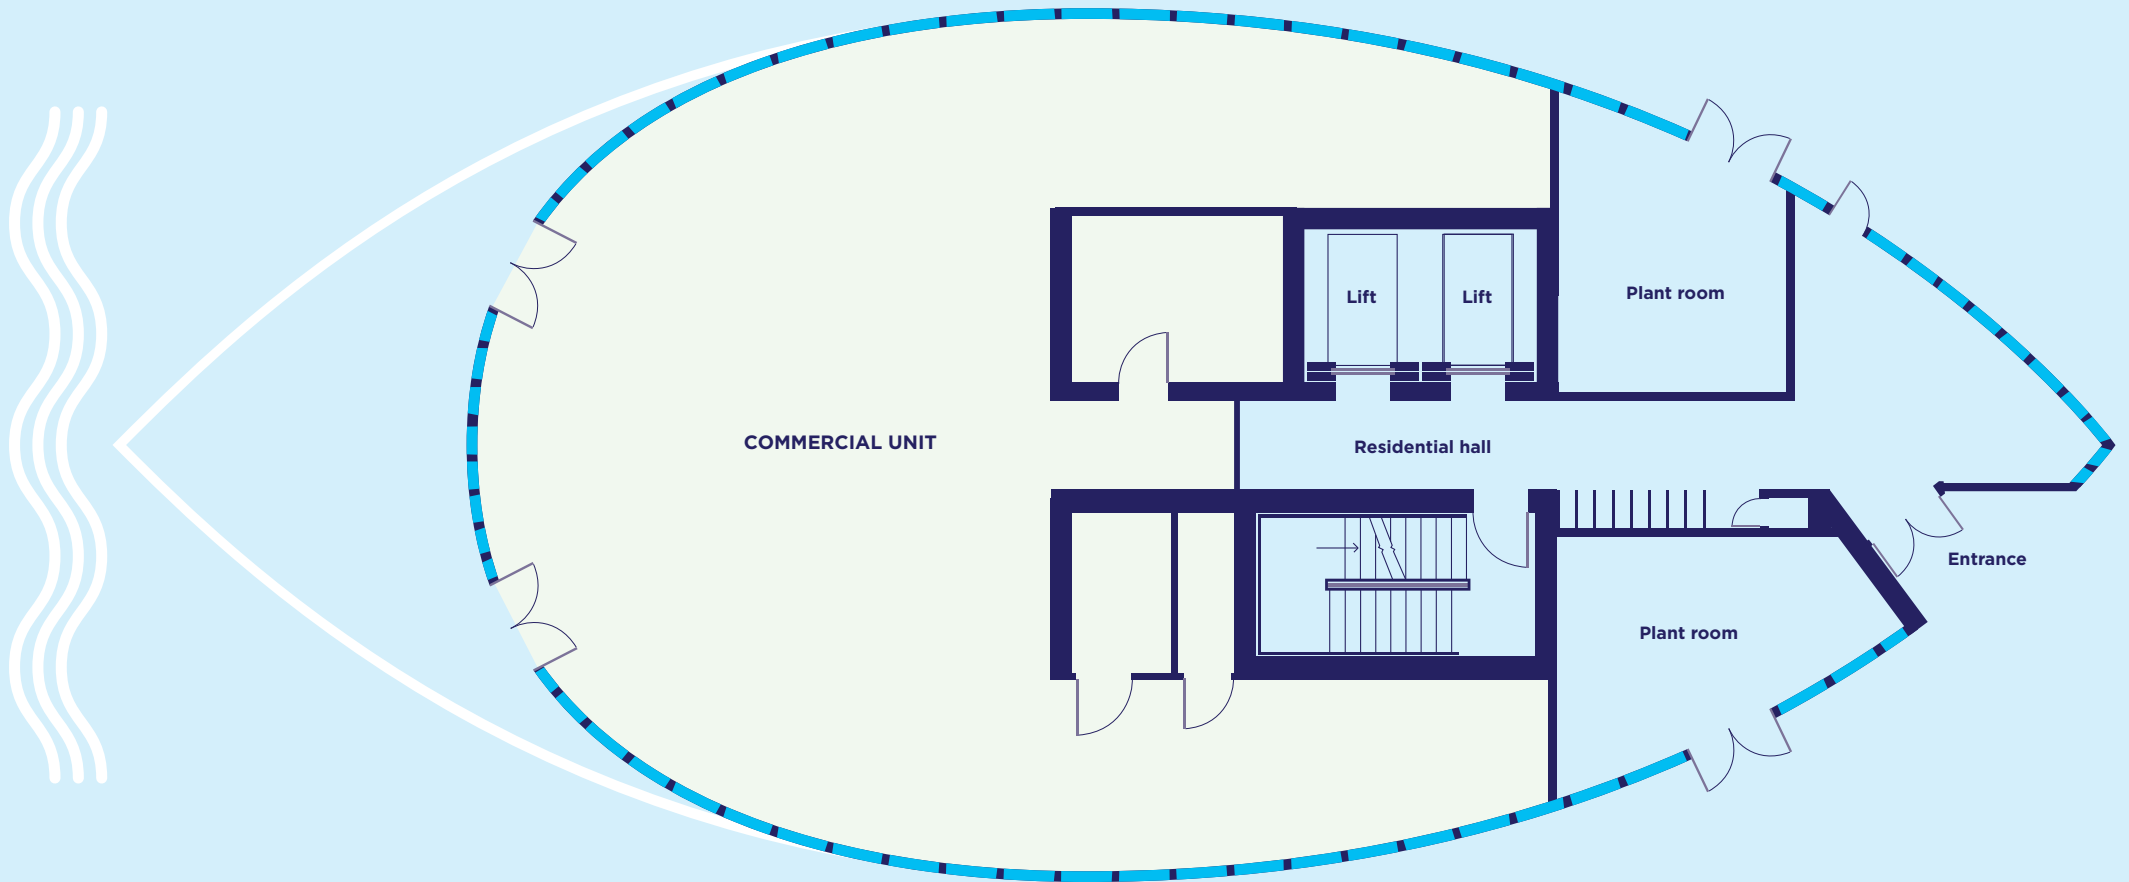 Lift
Lift
Plant room
COMMERCIAL UNIT
Residential hall
Entrance
Plant room